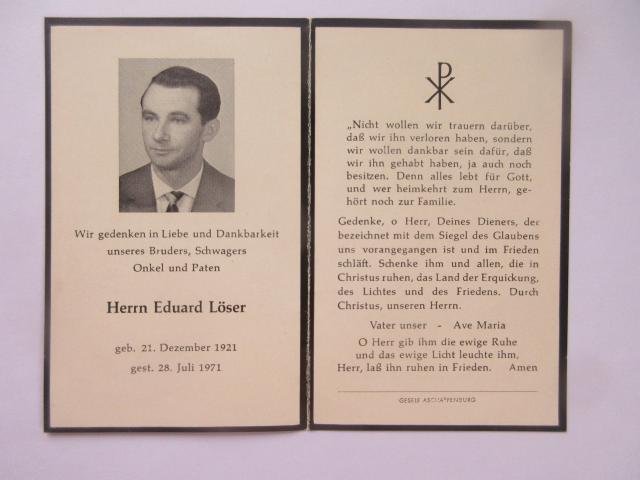 Wir gedenken in Liebe und Dankbarkeit
unseres Bruders, Schwagers
Onkel und Paten
Herrn Eduard Löser
geb. 21. Dezember 1921
gest. 28. Juli 1971
„Nicht wollen wir trauern darüber,
daß wir ihn verloren haben, sondern
wir wollen dankbar sein dafür, daß
wir ihn gehabt haben, ja auch noch
besitzen. Denn alles lebt für Gott,
und wer heimkehrt zum Herrn, ge-
hört noch zur Familie.
Gedenke, o Herr, Deines Dieners, der
bezeichnet mit dem Siegel des Glaubens
uns vorangegangen ist und im Frieden
schläft. Schenke ihm und allen, die in
Christus ruhen, das Land der Erquickung,
des Lichtes und des Friedens. Durch
Christus, unseren Herrn.
Vater unser - Ave Maria
O Herr gib ihm die ewige Ruhe
und das ewige Licht leuchte ihm,
Herr, laß ihn ruhen in Frieden. Amen
ASCHAFFENBURG